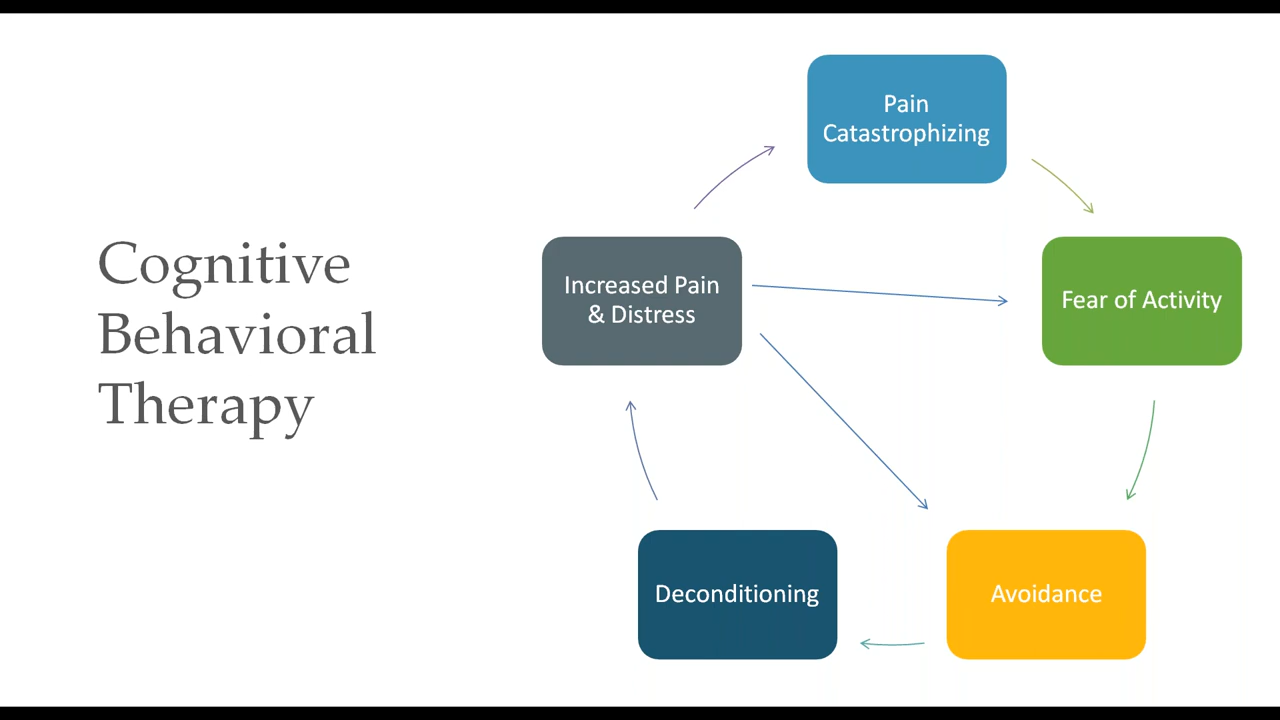 Cognitive
Behavioral
Therapy
Pain
Catastrophizing
Increased Pain
& Distress
Fear of Activity
Deconditioning
Avoidance